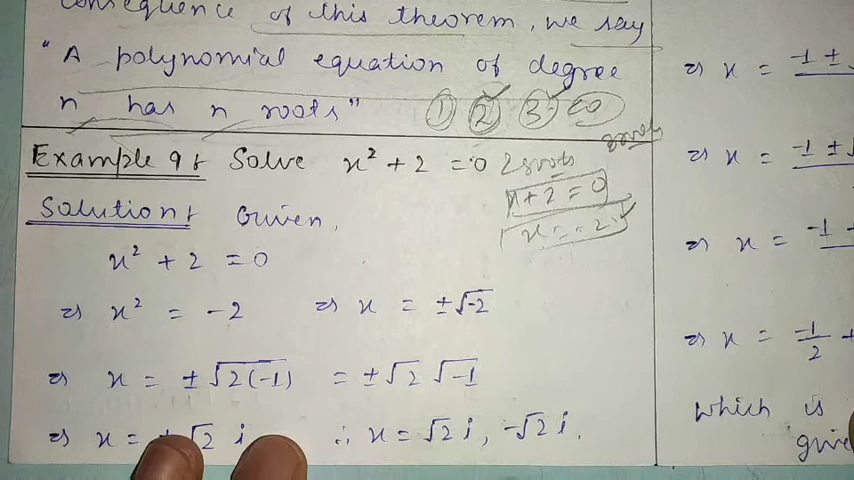 consequence of this theorem, we say
"A polynomial equation of degree
n has n roots" 1 2 3
Example 9: Solve x² + 2 = 0 2 roots
x + 2 = 0
x = -2
Solution: Given,
x² + 2 = 0
⇒ x² = -2 ⇒ x = ±√-2
⇒ x = ±√2(-1) = ±√2 √-1
⇒ x = ±√2 i ∴ x = √2 i, -√2 i.
⇒ x = -1 ±
⇒ x = -1 ±
⇒ x = -1
⇒ x = -1/2 +
Which is
give